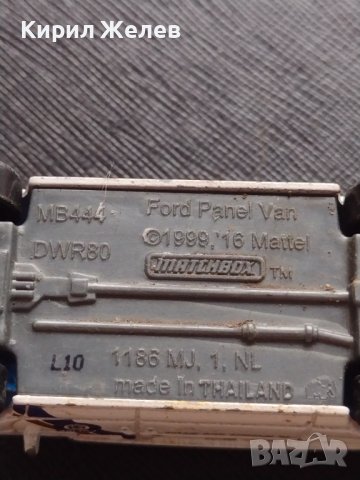 Кирил Желев
MB444 Ford Panel Van
DWR80 ©1999,'16 Mattel
MATCHBOX TM
L10 1186 MJ, 1, NL
made in THAILAND
BAZAR